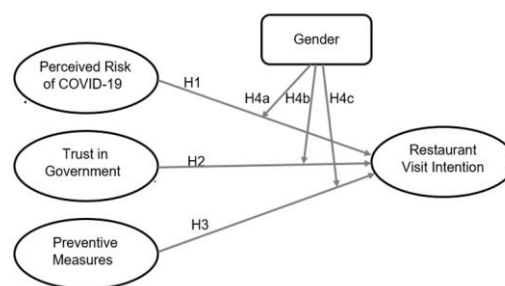 Gender
Perceived Risk
of COVID-19
H1
H4a
H4b
H4c
Trust in
Government
H2
Restaurant
Visit Intention
H3
Preventive
Measures